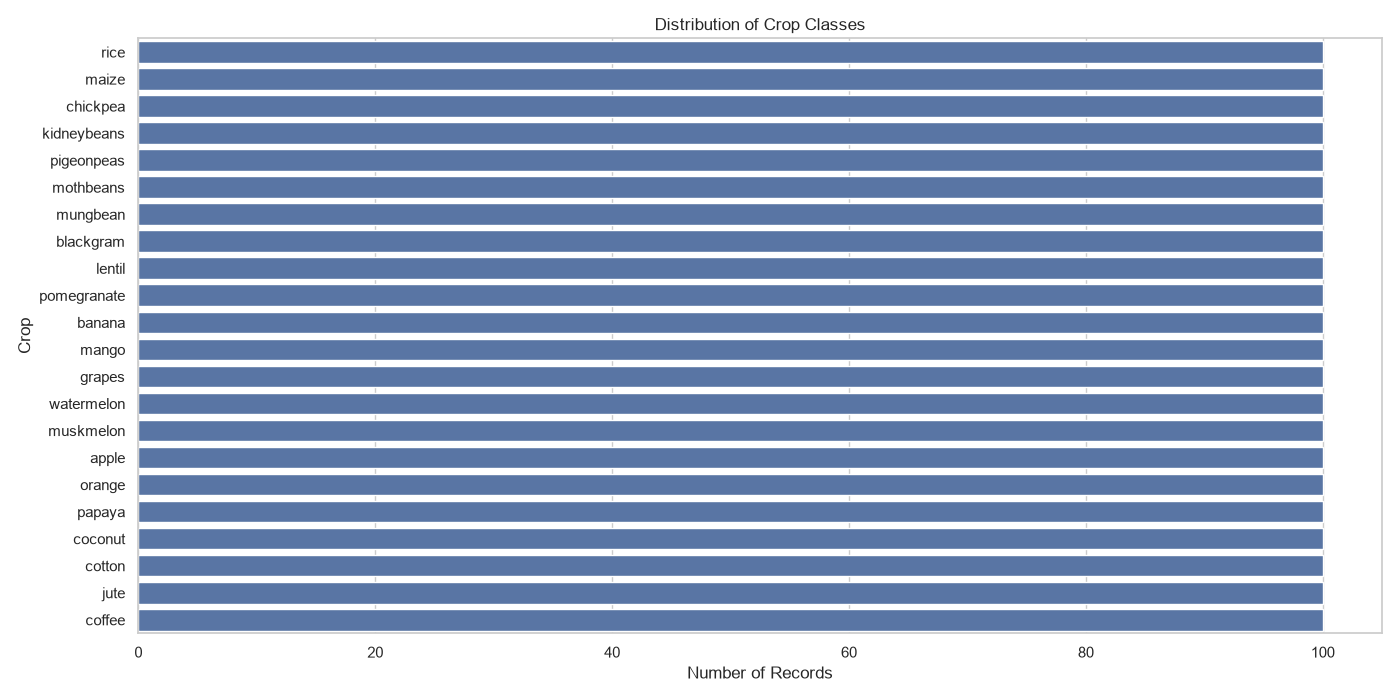 Distribution of Crop Classes
rice
maize
chickpea
kidneybeans
pigeonpeas
mothbeans
mungbean
blackgram
lentil
pomegranate
banana
mango
grapes
watermelon
muskmelon
apple
orange
papaya
coconut
cotton
jute
coffee
Crop
0 20 40 60 80 100
Number of Records